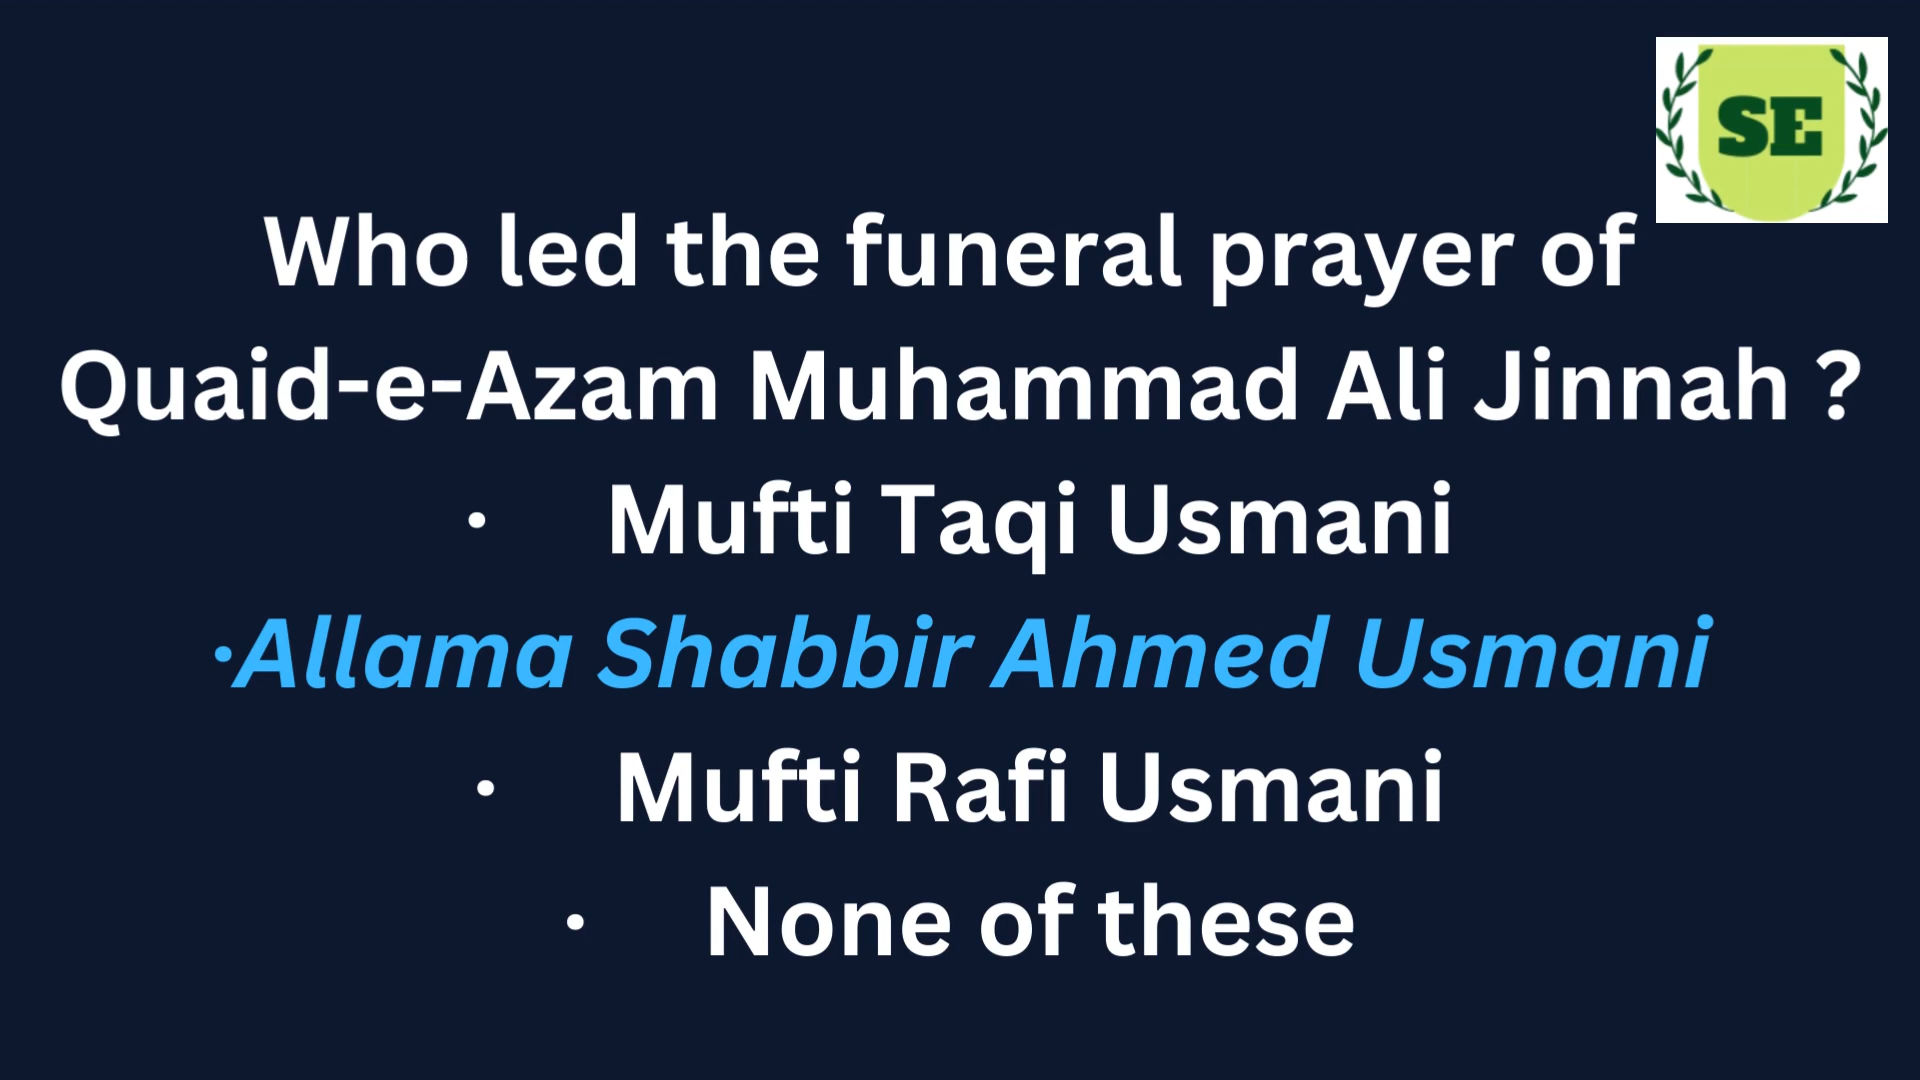 SE
Who led the funeral prayer of
Quaid-e-Azam Muhammad Ali Jinnah ?
• Mufti Taqi Usmani
•Allama Shabbir Ahmed Usmani
• Mufti Rafi Usmani
• None of these